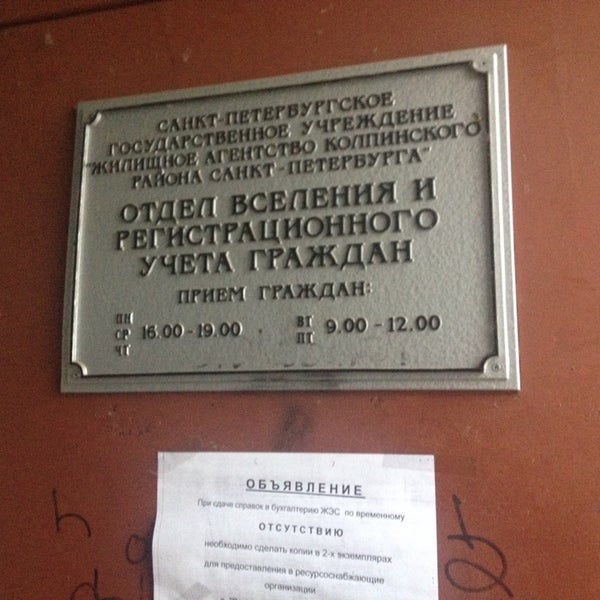 САНКТ-ПЕТЕРБУРГСКОЕ
ГОСУДАРСТВЕННОЕ УЧРЕЖДЕНИЕ
"ЖИЛИЩНОЕ АГЕНТСТВО КОЛПИНСКОГО
РАЙОНА САНКТ-ПЕТЕРБУРГА"
ОТДЕЛ ВСЕЛЕНИЯ И
РЕГИСТРАЦИОННОГО
УЧЕТА ГРАЖДАН
ПРИЕМ ГРАЖДАН:
ПН
СР 16.00-19.00
ЧТ
ВТ 9.00-12.00
ПТ
ОБЪЯВЛЕНИЕ
При сдаче справок в бухгалтерию ЖЭС по временному
ОТСУТСТВИЮ
необходимо сделать копии в 2-х экземплярах
для предоставления в ресурсоснабжающие
организации